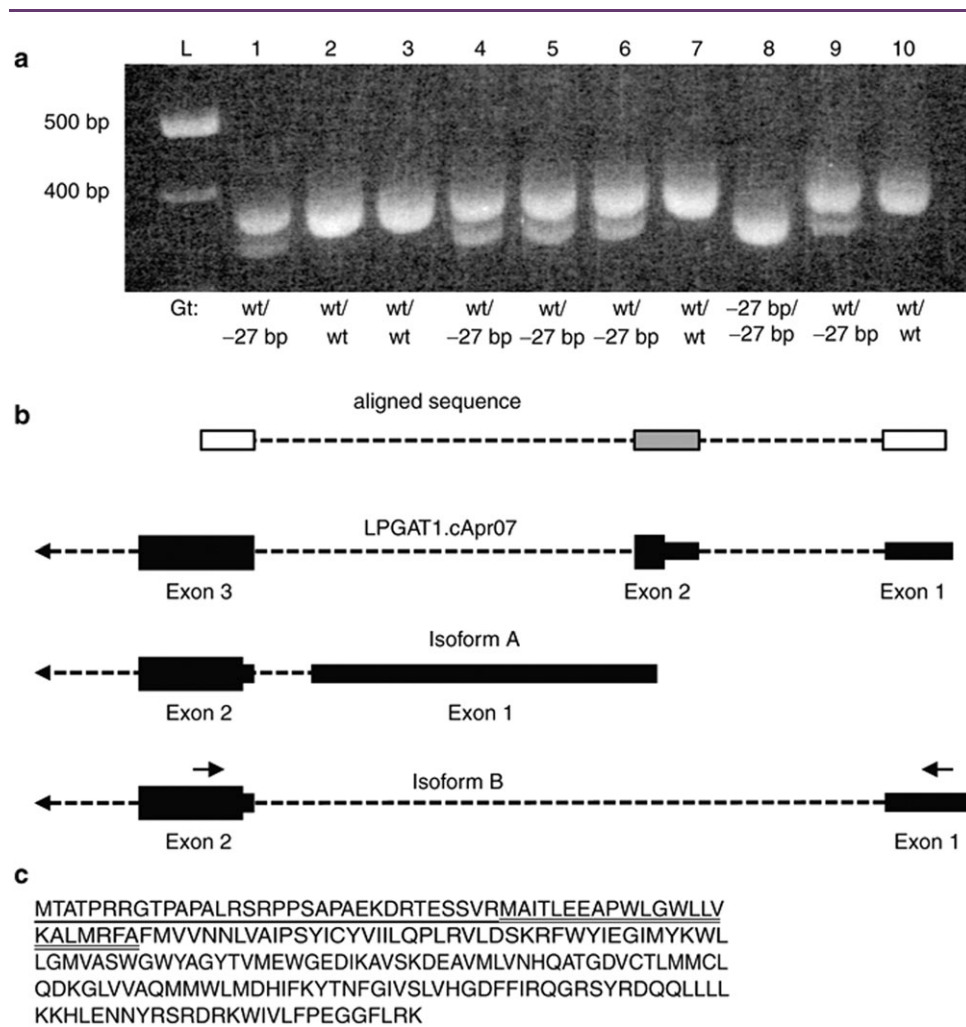 a
L 1 2 3 4 5 6 7 8 9 10
500 bp
400 bp
Gt: wt/ wt/ wt/ wt/ wt/ wt/ wt/ −27 bp/ wt/ wt/
−27 bp wt wt −27 bp −27 bp −27 bp wt −27 bp −27 bp wt
b
aligned sequence
LPGAT1.cApr07
Exon 3 Exon 2 Exon 1
Isoform A
Exon 2 Exon 1
Isoform B
Exon 2 Exon 1
c
MTATPRRGTPAPALRSRPPSAPAEKDRTESSVRMAITLEEAPWLGWLLV
KALMRFAFMVVNNLVAIPSYICYVIILQPLRVLDSKRFWYIEGIMYKWL
LGMVASWGWYAGYTVMEWGEDIKAVSKDEAVMLVNHQATGDVCTLMMCL
QDKGLVVAQMMWLMDHIFKYTNFGIVSLVHGDFFIRQGRSYRDQQLLLL
KKHLENNYRSRDRKWIVLFPEGGFLRK